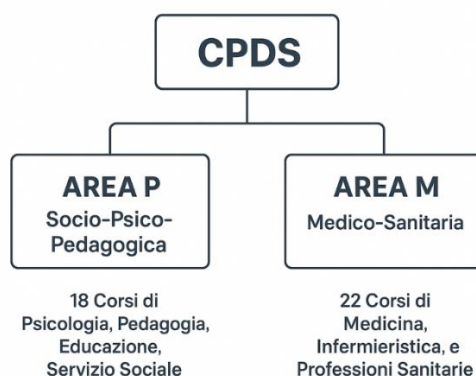 CPDS
AREA P
Socio-Psico-
Pedagogica
AREA M
Medico-Sanitaria
18 Corsi di
Psicologia, Pedagogia,
Educazione,
Servizio Sociale
22 Corsi di
Medicina,
Infermieristica, e
Professioni Sanitarie